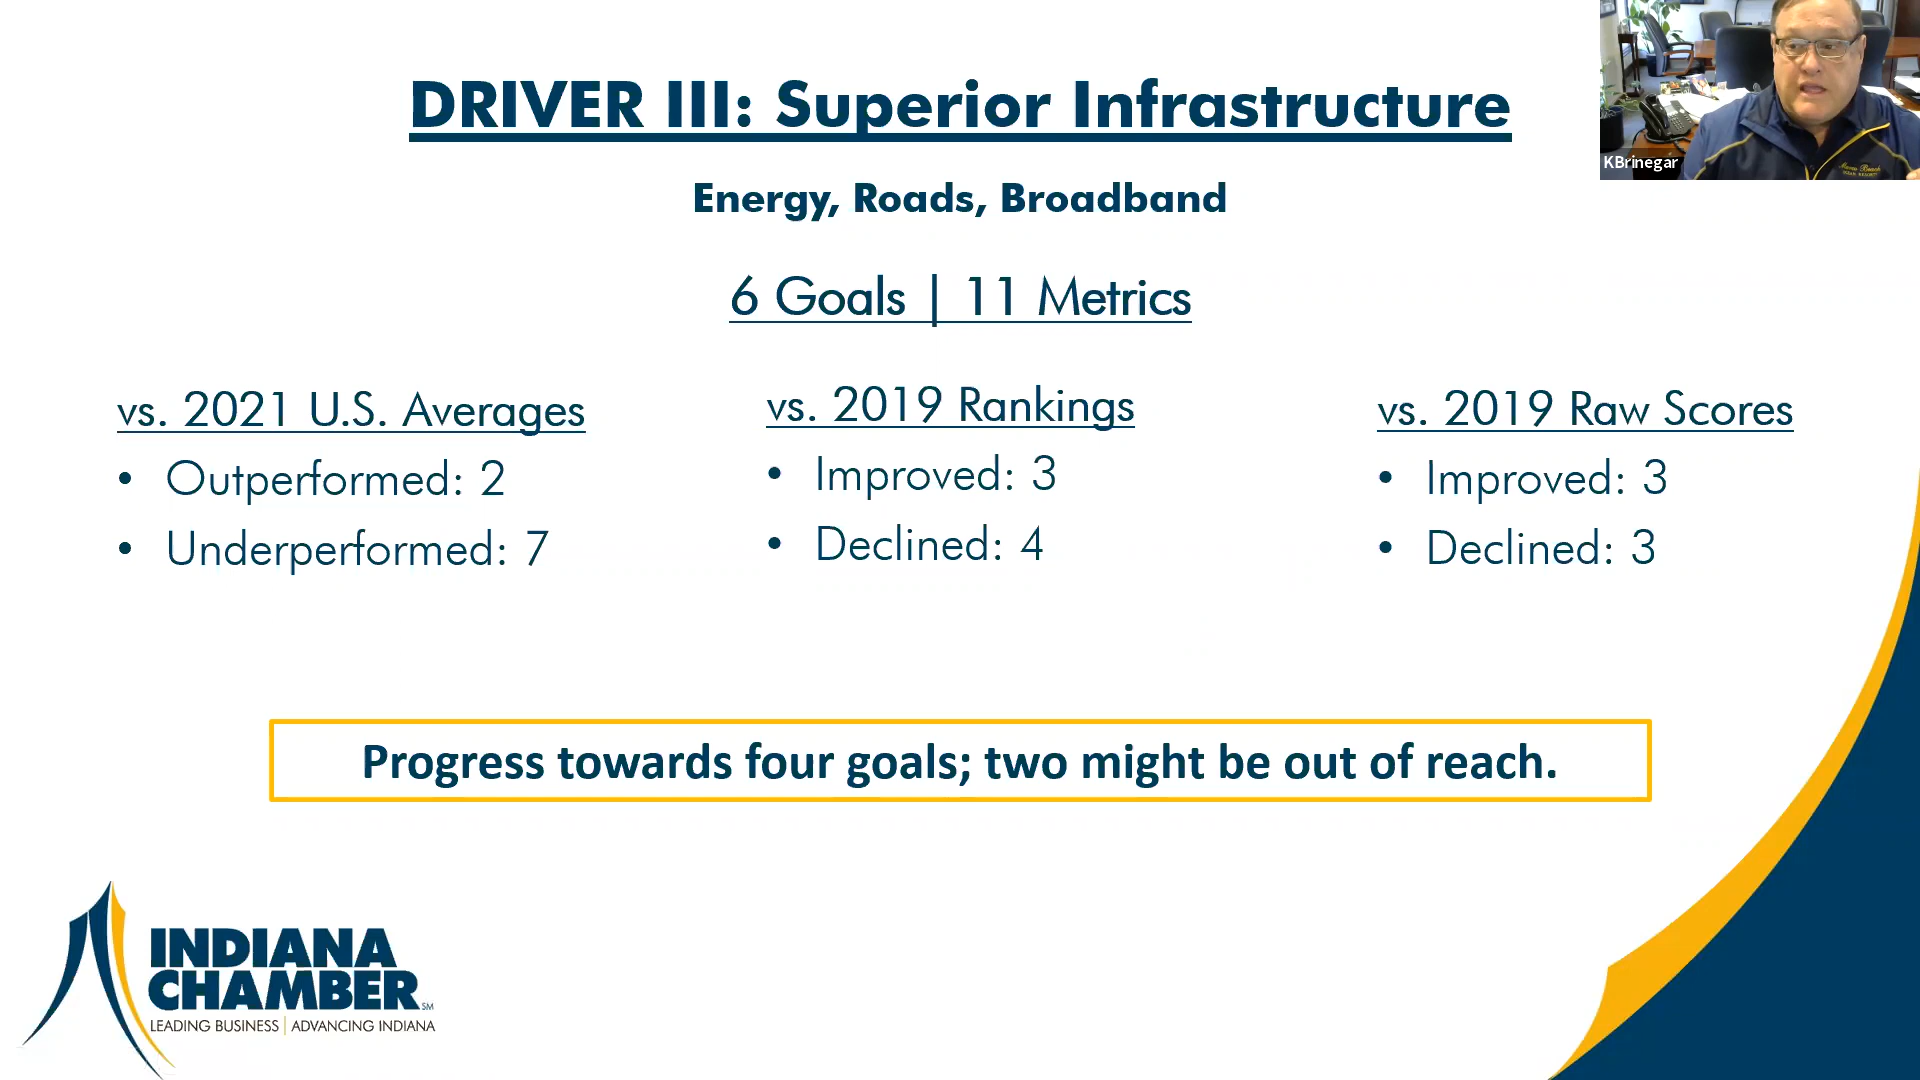 DRIVER III: Superior Infrastructure
Energy, Roads, Broadband
6 Goals | 11 Metrics
vs. 2021 U.S. Averages
• Outperformed: 2
• Underperformed: 7
vs. 2019 Rankings
• Improved: 3
• Declined: 4
vs. 2019 Raw Scores
• Improved: 3
• Declined: 3
Progress towards four goals; two might be out of reach.
INDIANA
CHAMBER SM
LEADING BUSINESS | ADVANCING INDIANA
KBrinegar